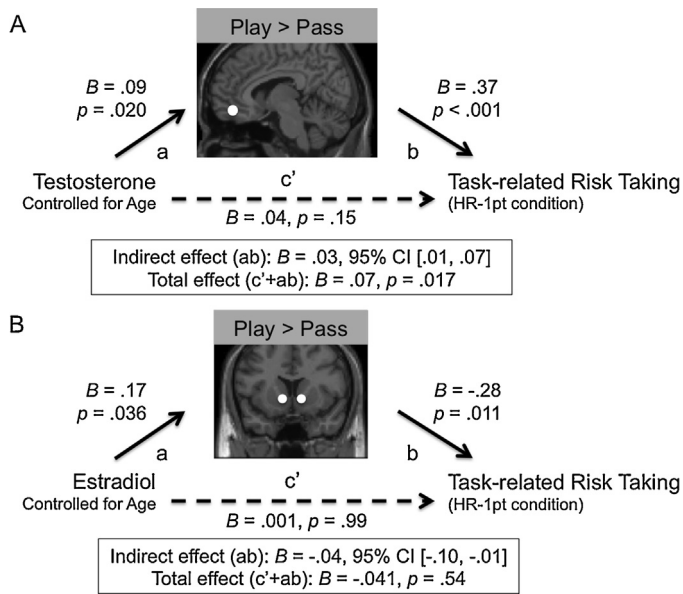 A
Play > Pass
B = .09
p = .020
B = .37
p < .001
a
b
Testosterone
Controlled for Age
c'
B = .04, p = .15
Task-related Risk Taking
(HR-1pt condition)
Indirect effect (ab): B = .03, 95% CI [.01, .07]
Total effect (c'+ab): B = .07, p = .017
B
Play > Pass
B = .17
p = .036
B = -.28
p = .011
a
b
Estradiol
Controlled for Age
c'
B = .001, p = .99
Task-related Risk Taking
(HR-1pt condition)
Indirect effect (ab): B = -.04, 95% CI [-.10, -.01]
Total effect (c'+ab): B = -.041, p = .54